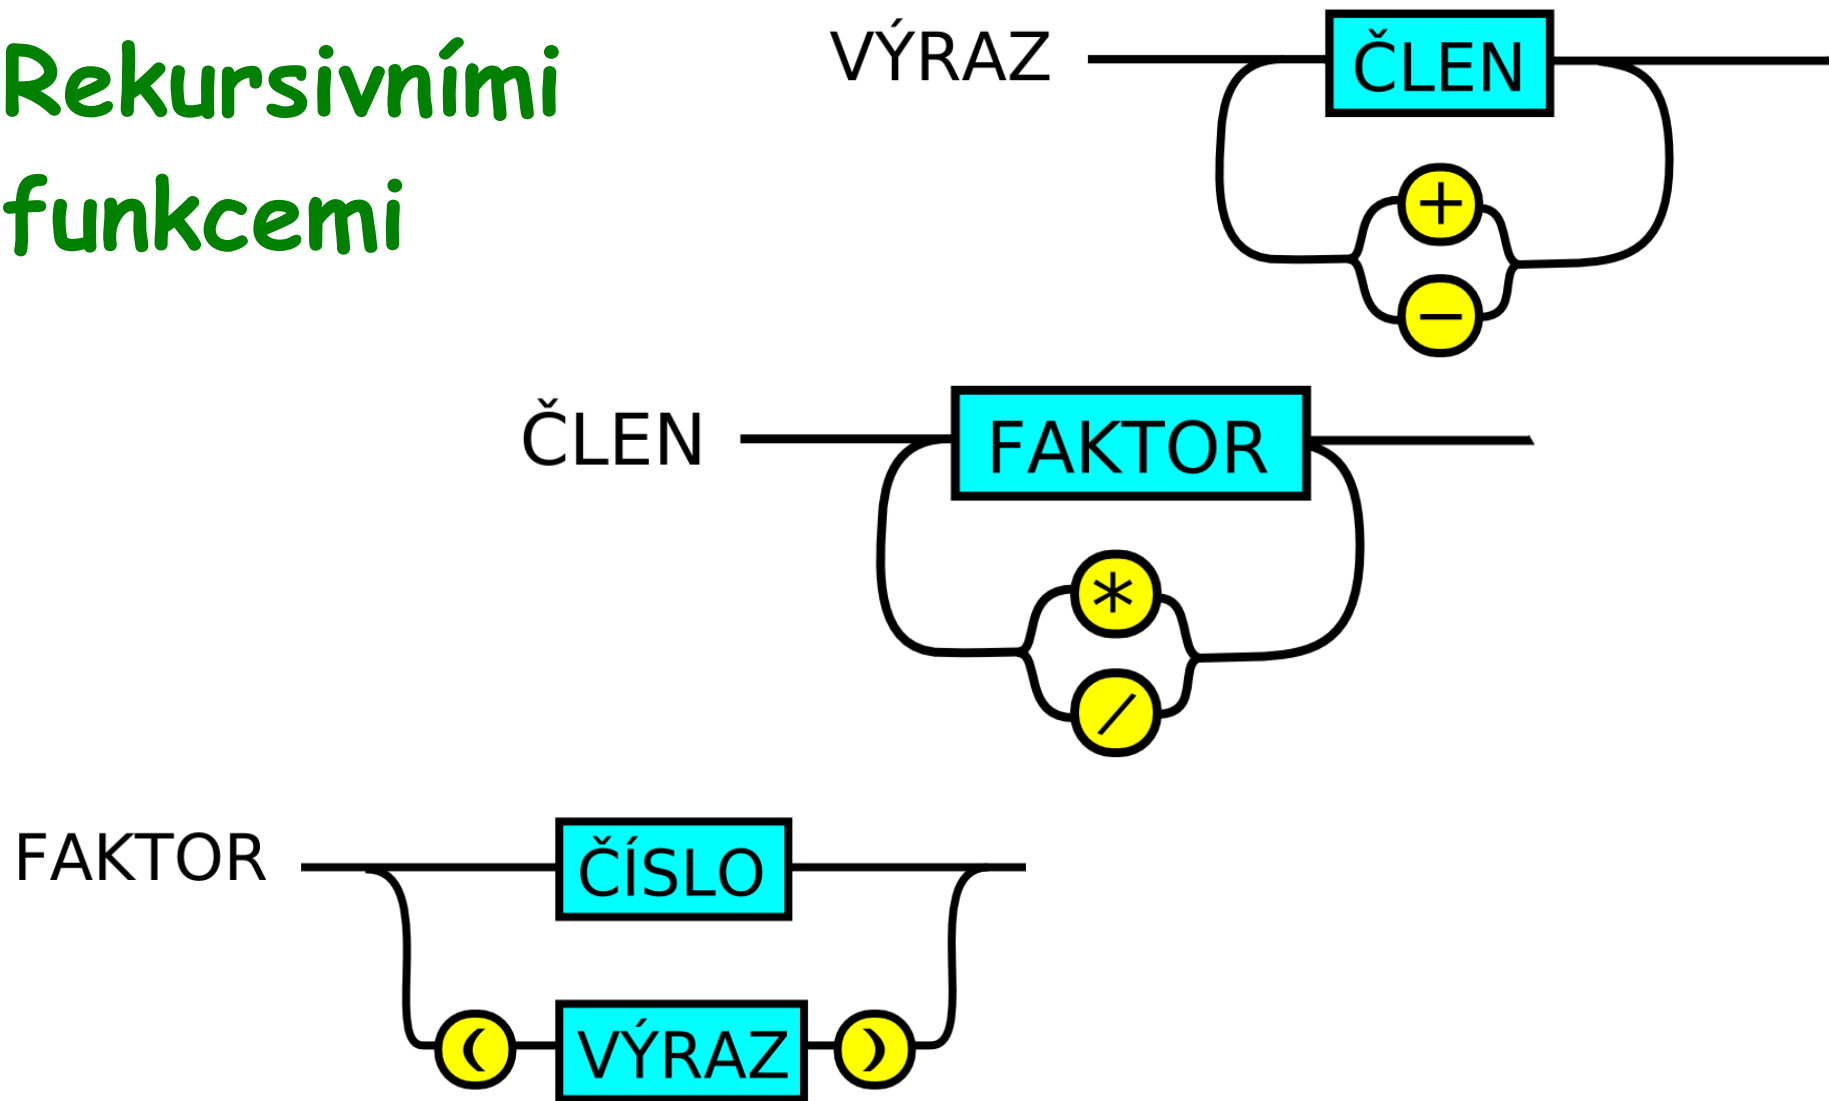 Rekursivními
funkcemi
VÝRAZ ČLEN
+
−
ČLEN FAKTOR
*
/
FAKTOR ČÍSLO
( VÝRAZ )